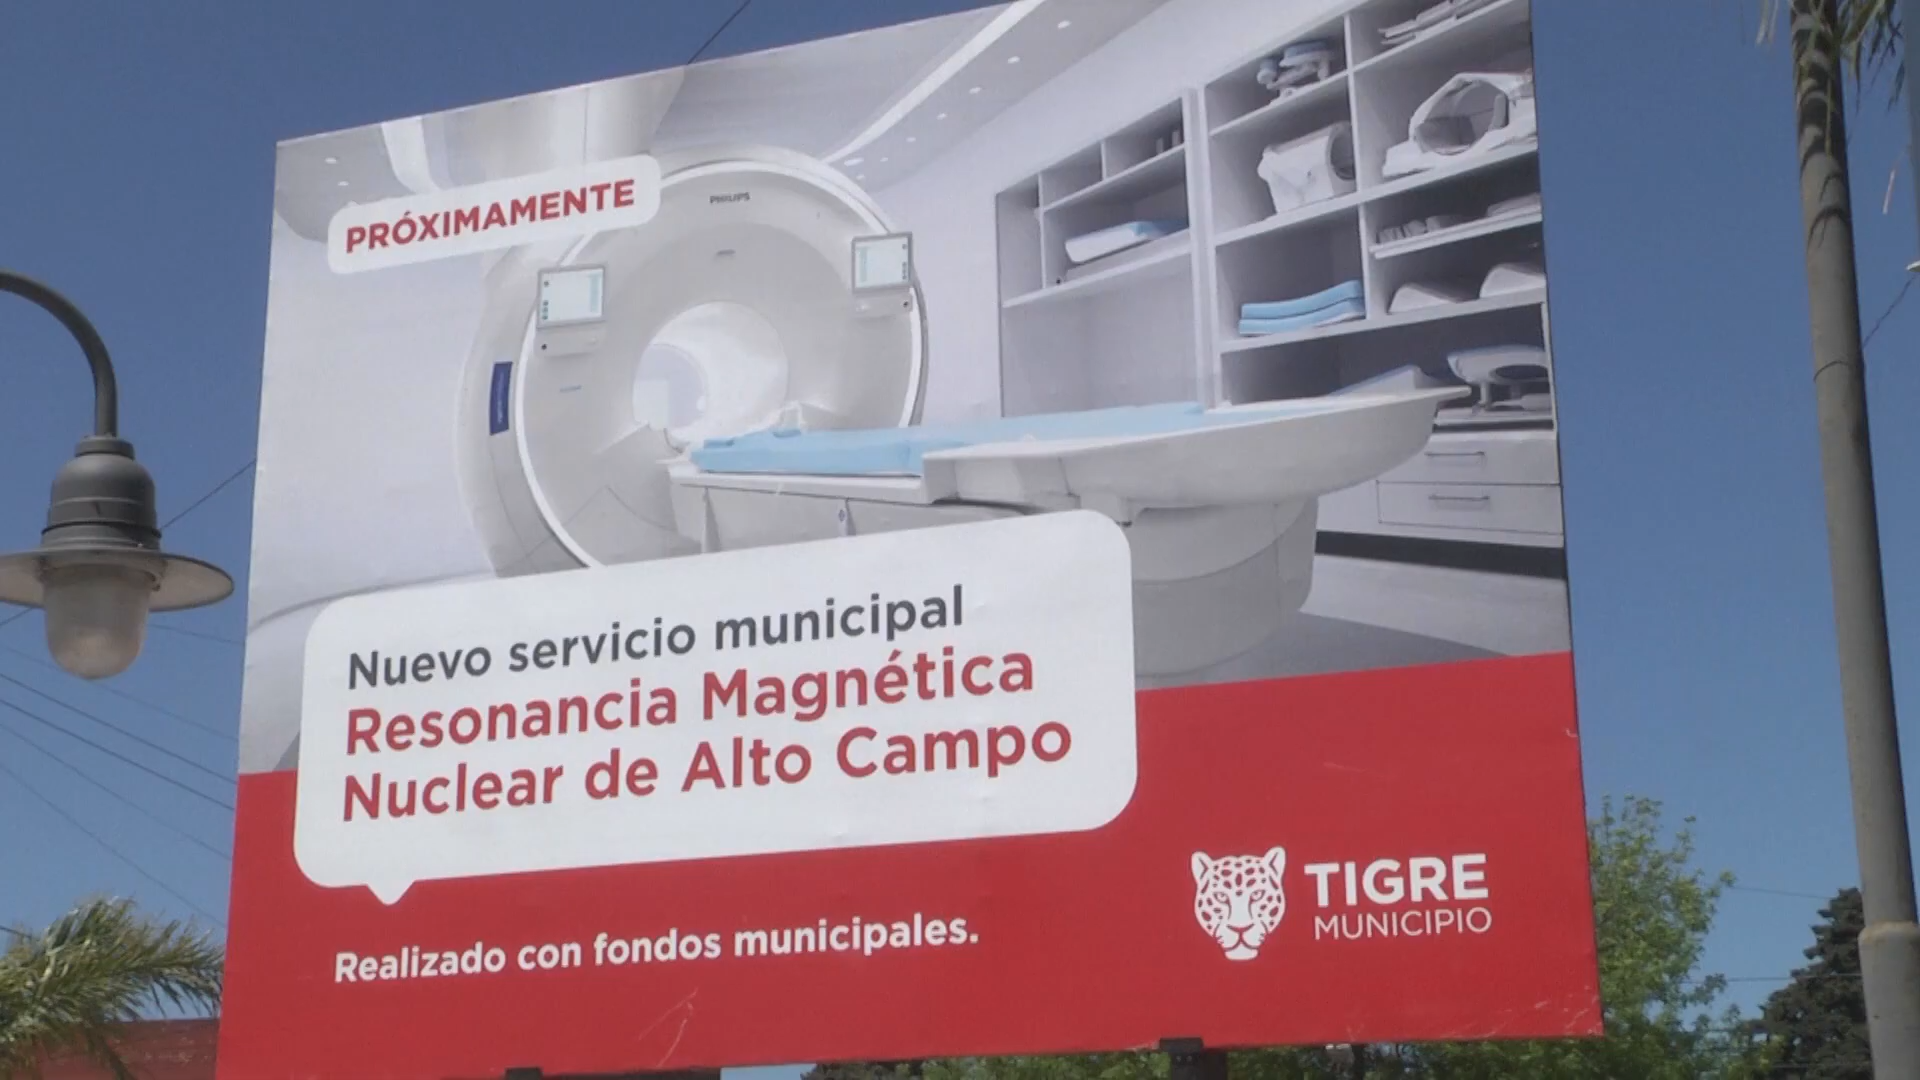 PRÓXIMAMENTE
PHILIPS
Nuevo servicio municipal
Resonancia Magnética
Nuclear de Alto Campo
Realizado con fondos municipales.
TIGRE
MUNICIPIO